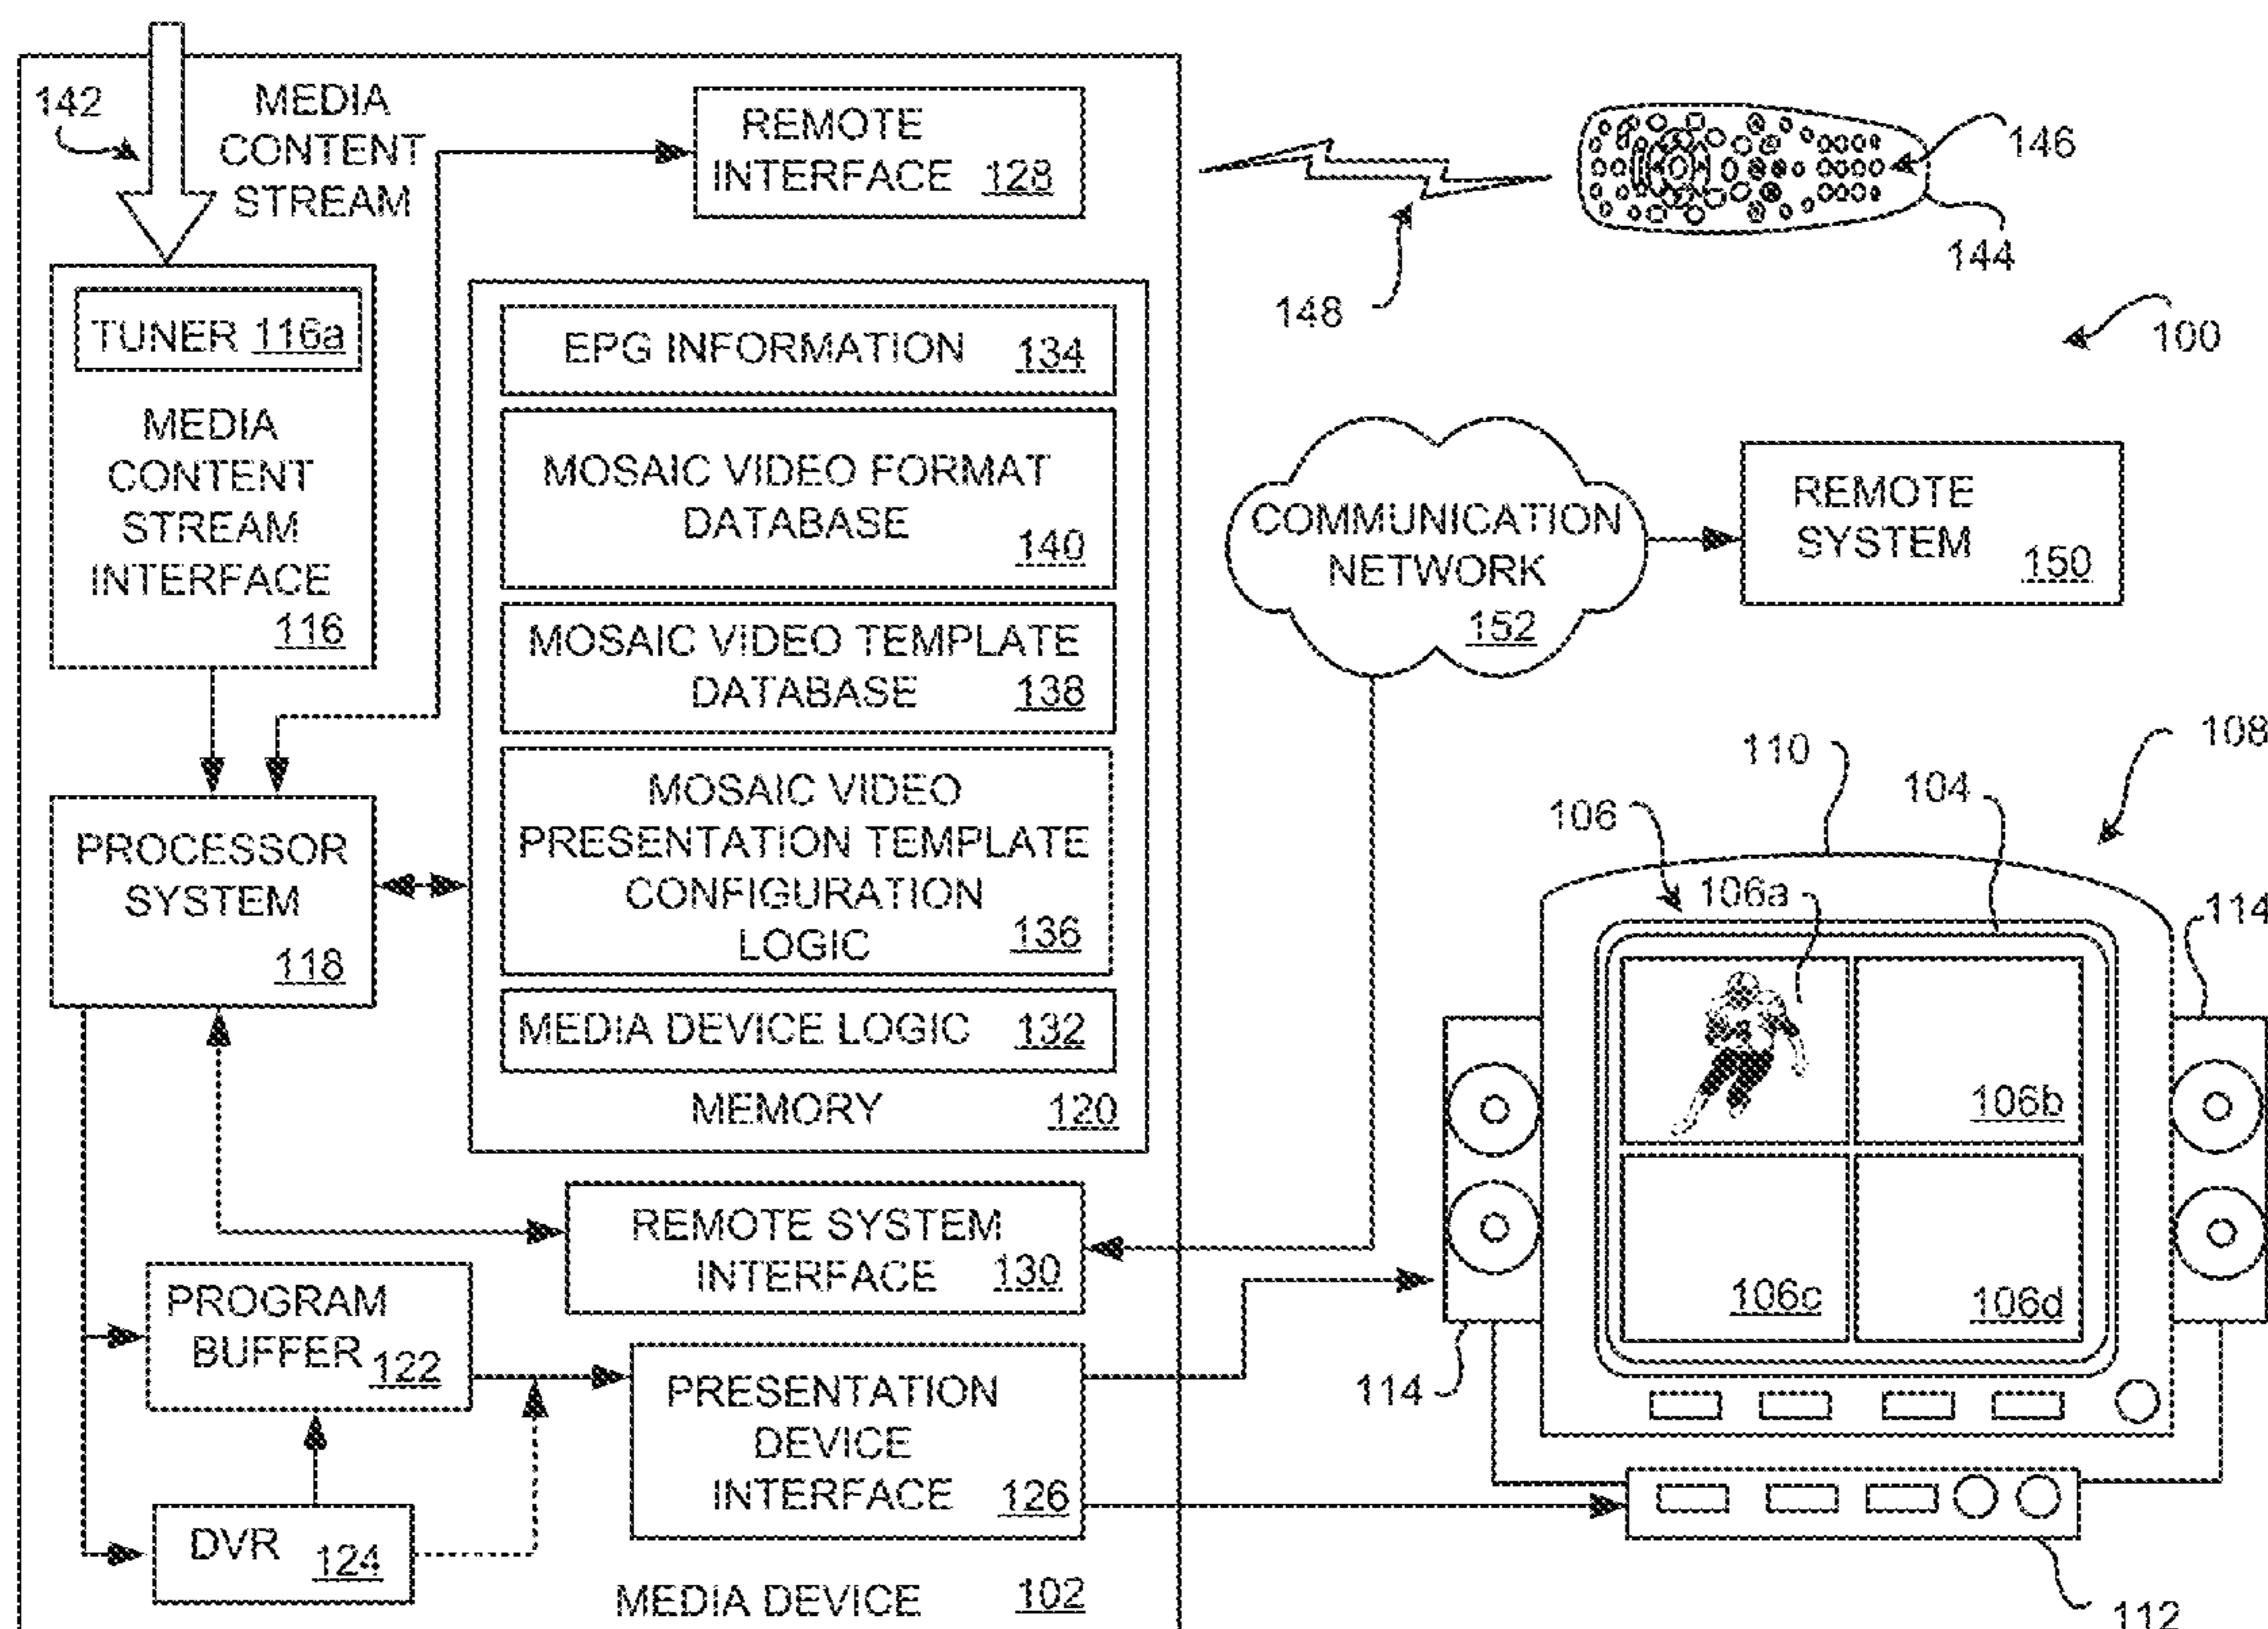 142
MEDIA
CONTENT
STREAM
REMOTE
INTERFACE 128
146
144
148
100
TUNER 116a
MEDIA
CONTENT
STREAM
INTERFACE
116
EPG INFORMATION 134
MOSAIC VIDEO FORMAT
DATABASE 140
MOSAIC VIDEO TEMPLATE
DATABASE 138
MOSAIC VIDEO
PRESENTATION TEMPLATE
CONFIGURATION
LOGIC 136
MEDIA DEVICE LOGIC 132
MEMORY 120
COMMUNICATION
NETWORK
152
REMOTE
SYSTEM
150
PROCESSOR
SYSTEM
118
108
110
104
106
106a
114
106b
106c
106d
114
REMOTE SYSTEM
INTERFACE 130
PROGRAM
BUFFER 122
PRESENTATION
DEVICE
INTERFACE 126
DVR 124
MEDIA DEVICE 102
112